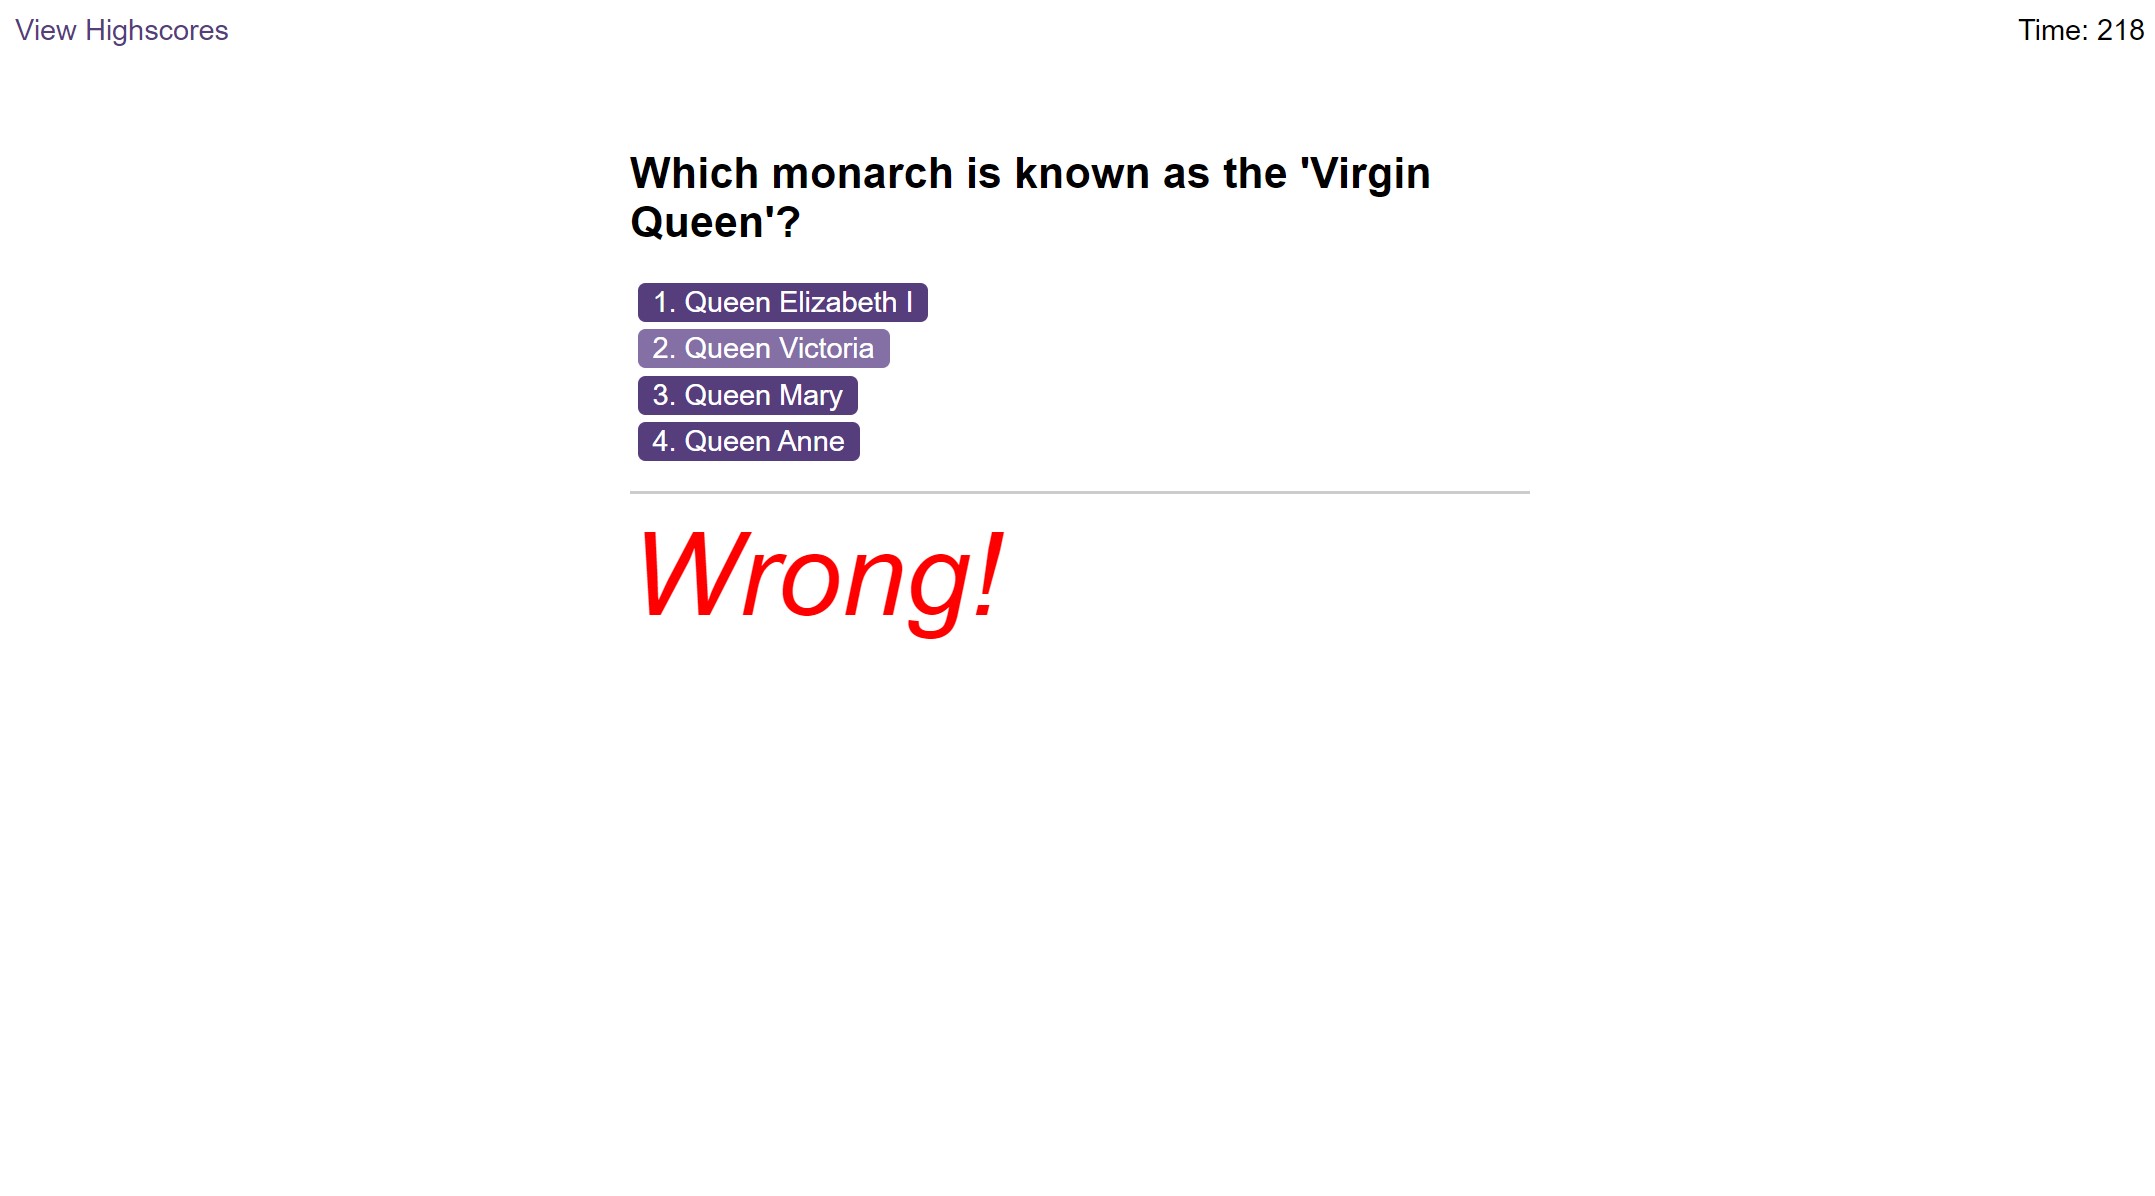 View Highscores
Time: 218
Which monarch is known as the 'Virgin
Queen'?
1. Queen Elizabeth I
2. Queen Victoria
3. Queen Mary
4. Queen Anne
Wrong!